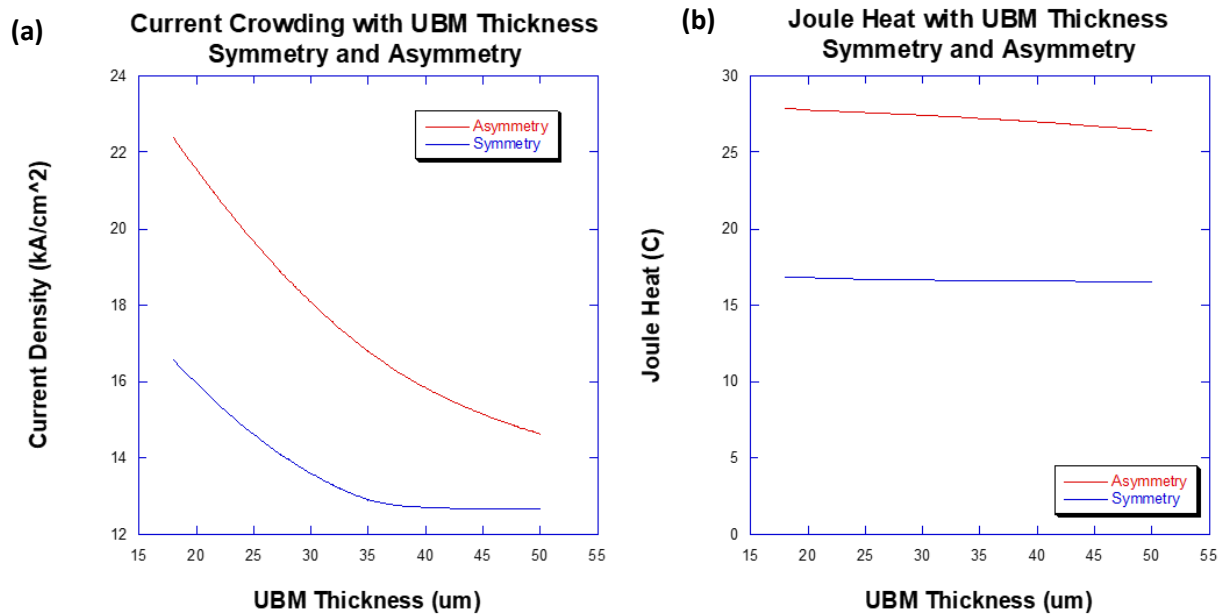 (a)
Current Crowding with UBM Thickness
Symmetry and Asymmetry
24
22
20
18
16
14
12
Current Density (kA/cm^2)
Asymmetry
Symmetry
15 20 25 30 35 40 45 50 55
UBM Thickness (um)
(b)
Joule Heat with UBM Thickness
Symmetry and Asymmetry
30
25
20
15
10
5
0
Joule Heat (C)
Asymmetry
Symmetry
15 20 25 30 35 40 45 50 55
UBM Thickness (um)